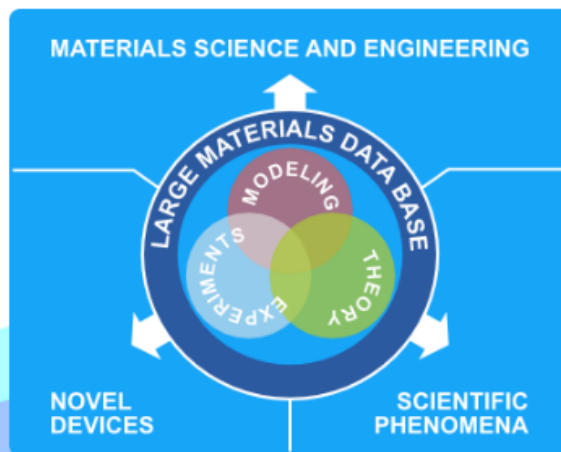 MATERIALS SCIENCE AND ENGINEERING
LARGE MATERIALS DATA BASE
MODELING
EXPERIMENTS
THEORY
NOVEL
DEVICES
SCIENTIFIC
PHENOMENA